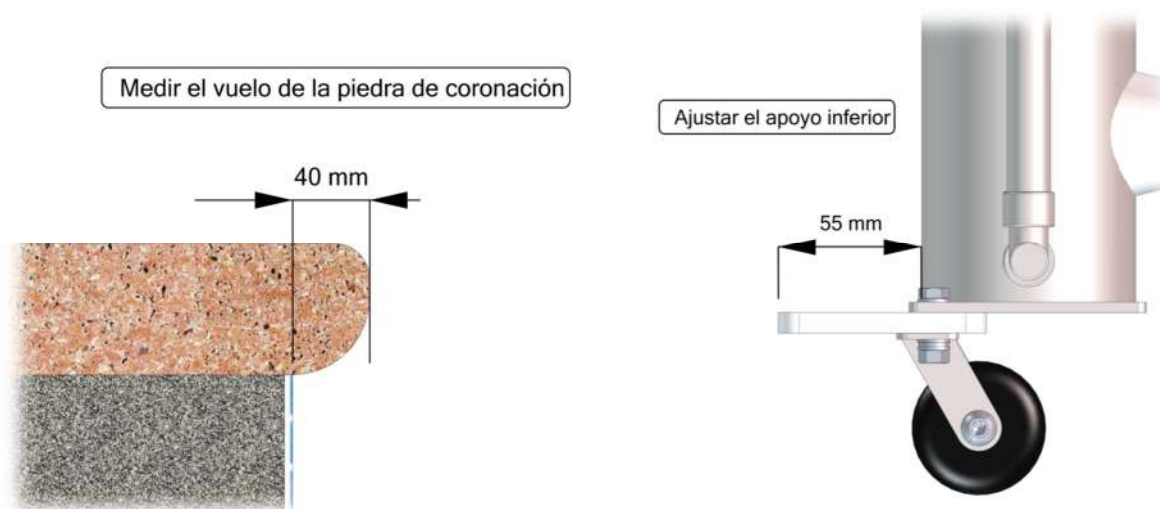 Medir el vuelo de la piedra de coronación
Ajustar el apoyo inferior
40 mm
55 mm